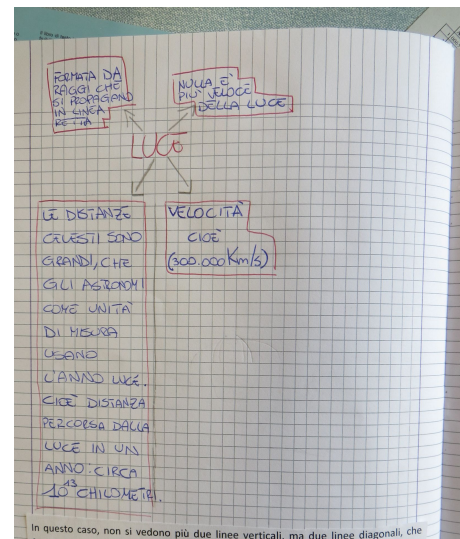 FORMATA DA
RAGGI CHE
SI PROPAGANO
IN LINEA
RETTA
NULLA È
PIÙ VELOCE
DELLA LUCE
LUCE
LE DISTANZE
CELESTI SONO
GRANDI, CHE
GLI ASTRONOMI
COME UNITÀ
DI MISURA
USANO
L'ANNO LUCE.
CIOÈ DISTANZA
PERCORSA DALLA
LUCE IN UN
ANNO: CIRCA
10¹³ CHILOMETRI.
VELOCITÀ
CIOÈ
(300.000 Km/s)
In questo caso, non si vedono più due linee verticali, ma due linee diagonali, che